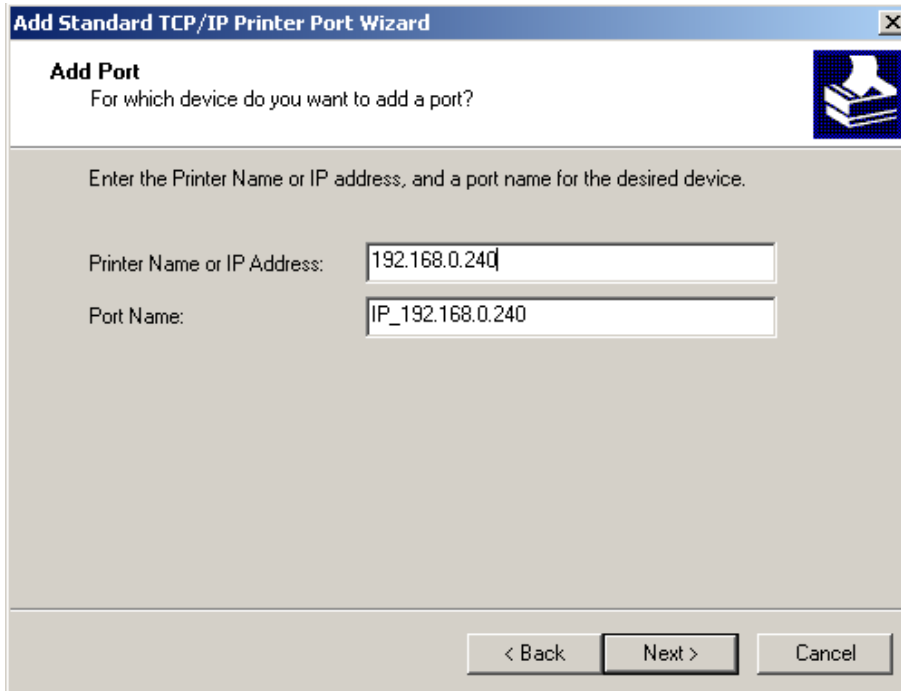 Add Standard TCP/IP Printer Port Wizard
Add Port
For which device do you want to add a port?
Enter the Printer Name or IP address, and a port name for the desired device.
Printer Name or IP Address: 192.168.0.240
Port Name: IP_192.168.0.240
< Back Next > Cancel